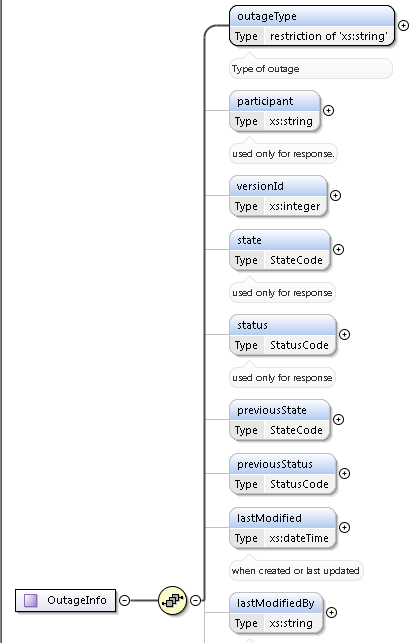 outageType
Type restriction of 'xs:string'
Type of outage
participant
Type xs:string
used only for response.
versionId
Type xs:integer
state
Type StateCode
used only for response
status
Type StatusCode
used only for response
previousState
Type StateCode
previousStatus
Type StatusCode
lastModified
Type xs:dateTime
when created or last updated
OutageInfo
lastModifiedBy
Type xs:string